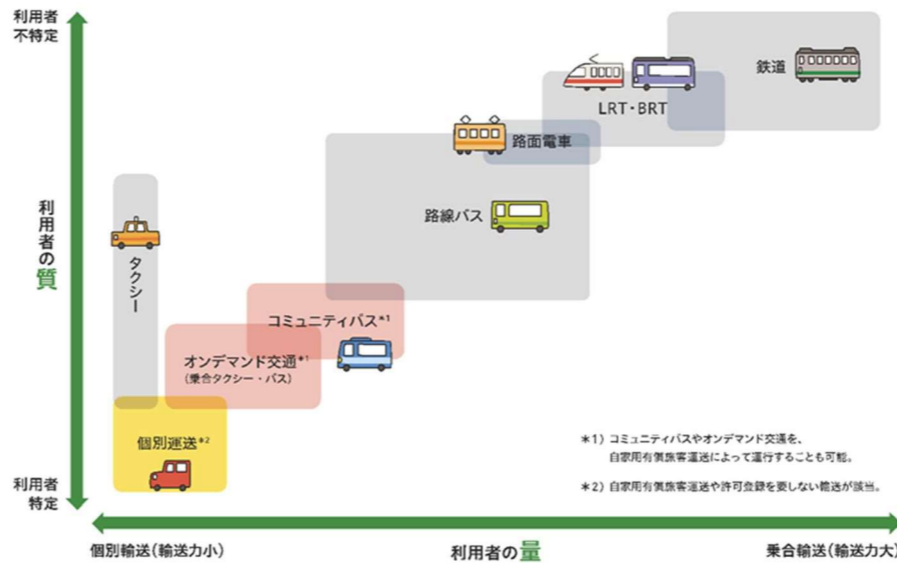 利用者
不特定
鉄道
LRT・BRT
路面電車
路線バス
利用者の質
タクシー
コミュニティバス*1
オンデマンド交通*1
(乗合タクシー・バス)
個別運送*2
*1) コミュニティバスやオンデマンド交通を、
自家用有償旅客運送によって運行することも可能。
*2) 自家用有償旅客運送や許可登録を要しない輸送が該当。
利用者
特定
個別輸送(輸送力小)
利用者の量
乗合輸送(輸送力大)